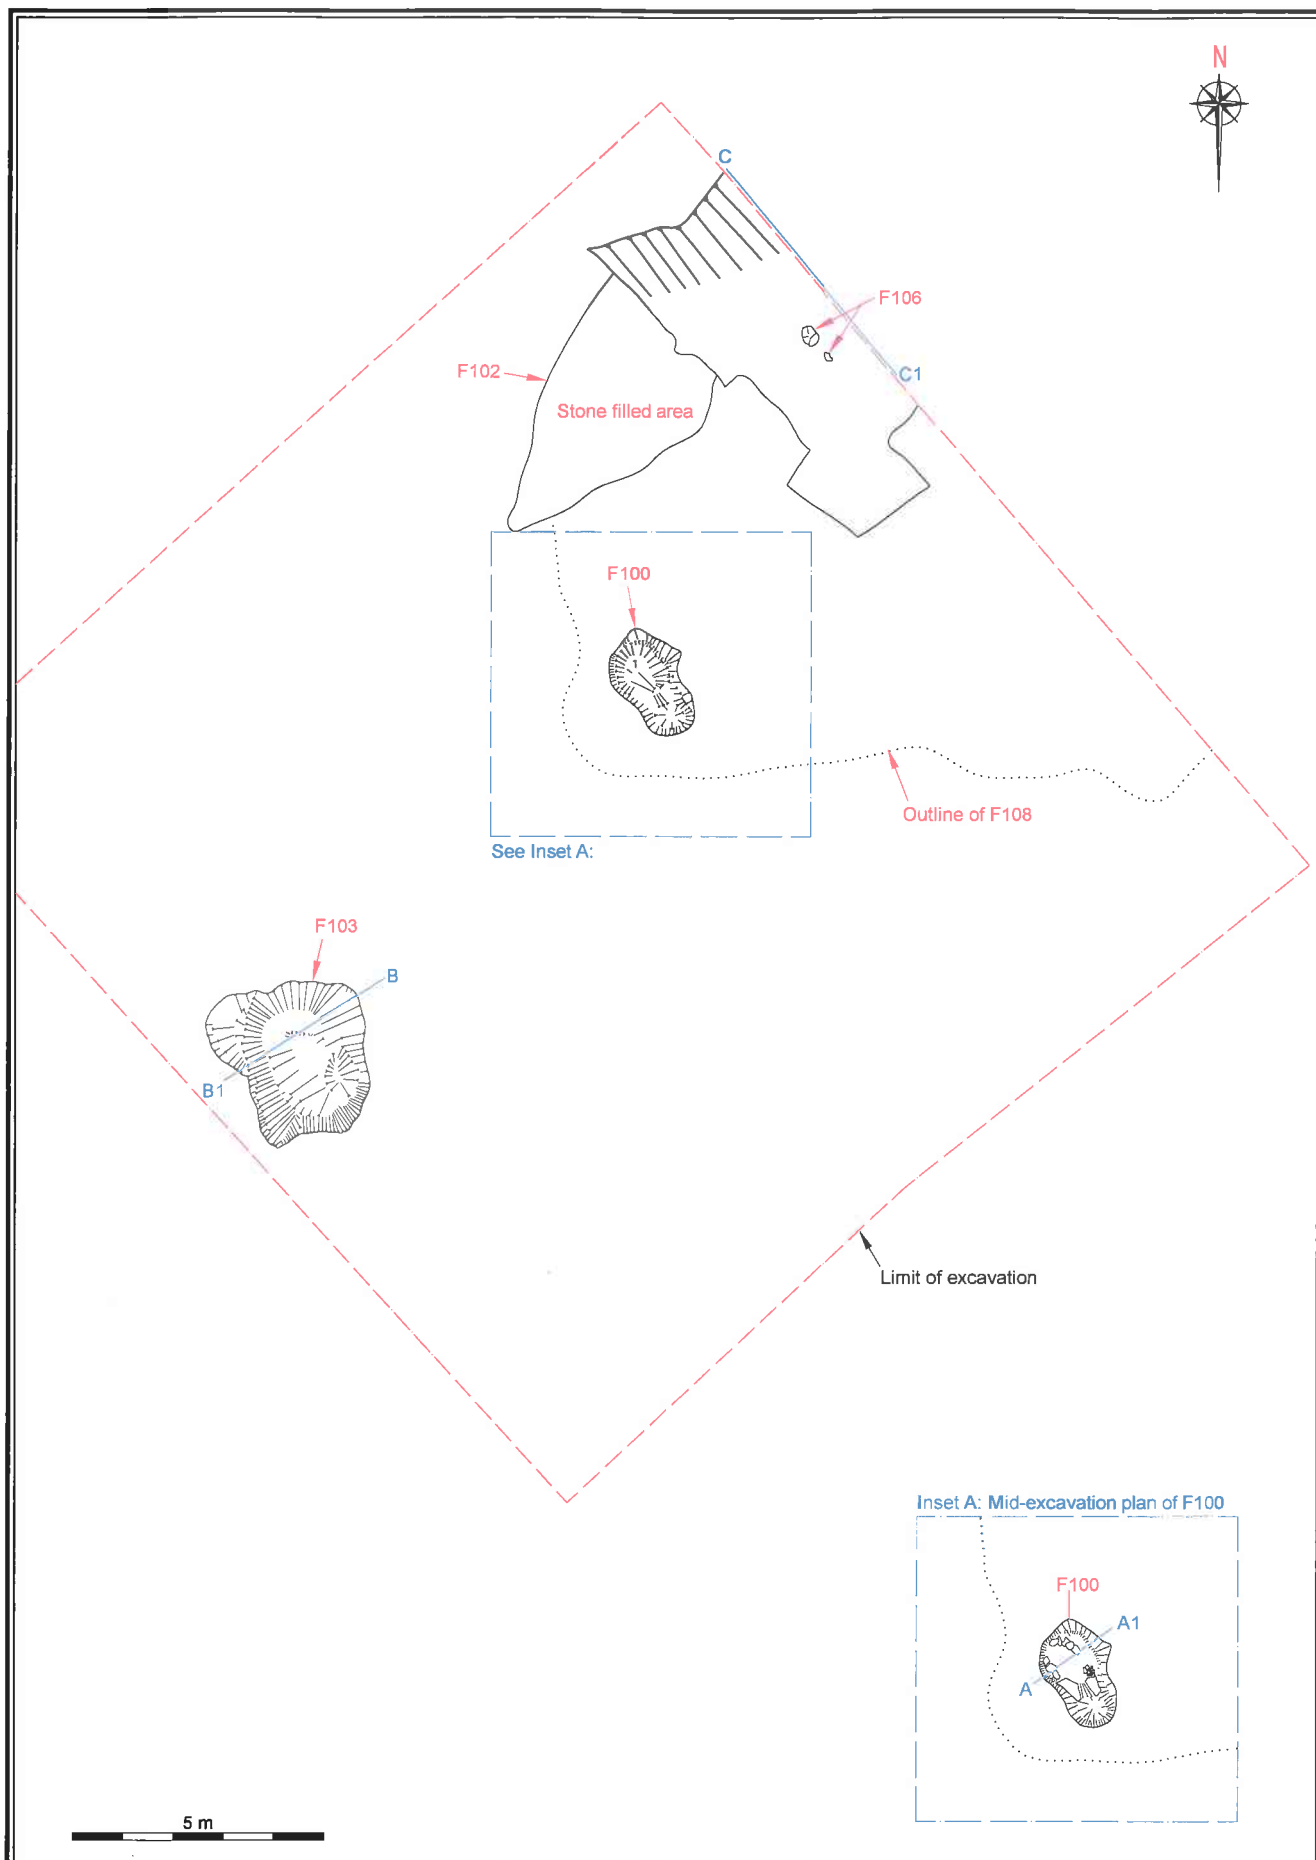 N
C
F106
F102
C1
Stone filled area
F100
Outline of F108
See Inset A:
F103
B
B1
Limit of excavation
Inset A: Mid-excavation plan of F100
F100
A1
A
5 m